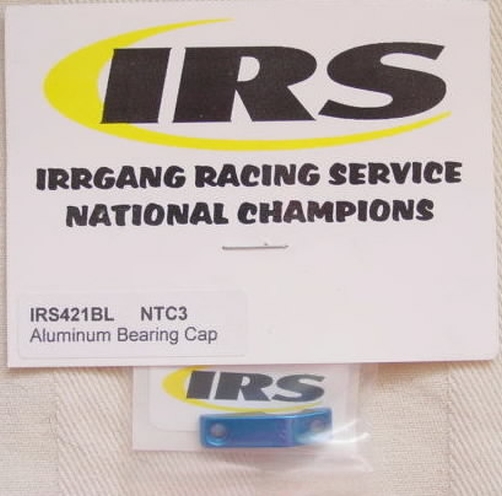 IRS
IRRGANG RACING SERVICE
NATIONAL CHAMPIONS
IRS421BL NTC3
Aluminum Bearing Cap
IRS